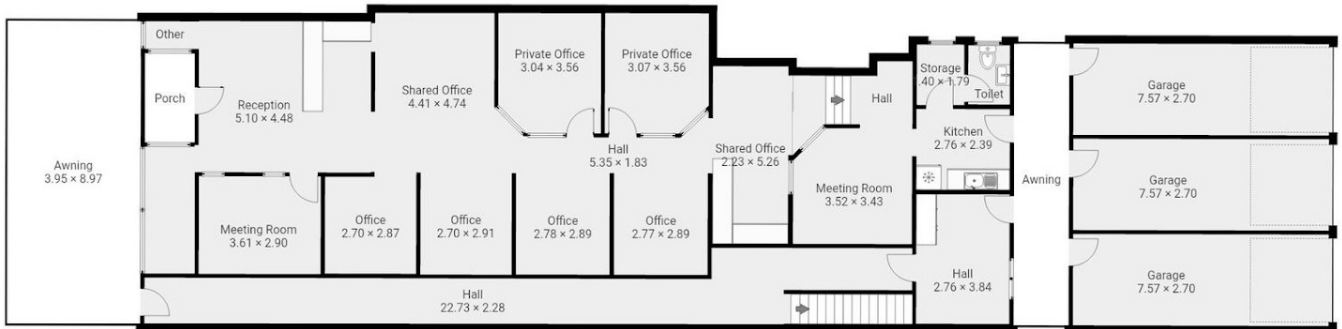 Other
Porch
Awning
3.95 × 8.97
Reception
5.10 × 4.48
Shared Office
4.41 × 4.74
Private Office
3.04 × 3.56
Private Office
3.07 × 3.56
Hall
5.35 × 1.83
Shared Office
2.23 × 5.26
Hall
Storage
.40 × 1.79
Toilet
Kitchen
2.76 × 2.39
Meeting Room
3.52 × 3.43
Meeting Room
3.61 × 2.90
Office
2.70 × 2.87
Office
2.70 × 2.91
Office
2.78 × 2.89
Office
2.77 × 2.89
Hall
22.73 × 2.28
Hall
2.76 × 3.84
Awning
Garage
7.57 × 2.70
Garage
7.57 × 2.70
Garage
7.57 × 2.70